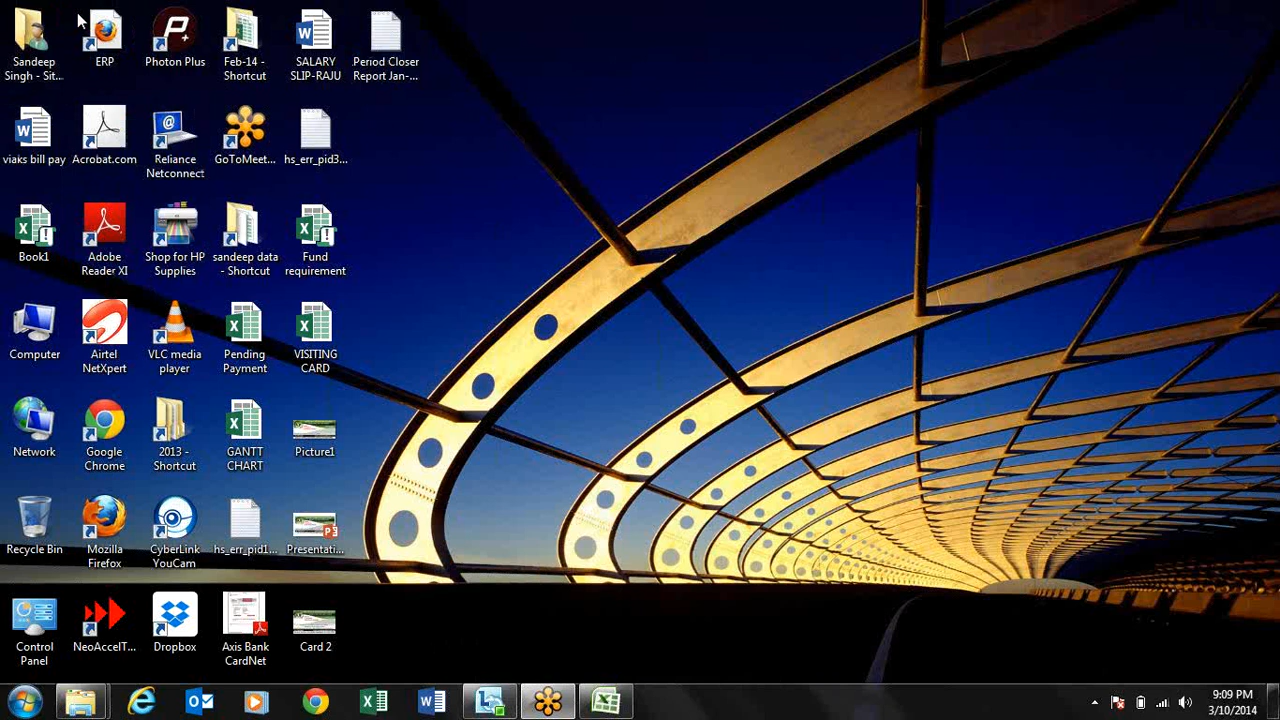 Sandeep
Singh - Sit...
ERP
Photon Plus
Feb-14 -
Shortcut
SALARY
SLIP-RAJU
Period Closer
Report Jan-...
viaks bill pay
Acrobat.com
Reliance
Netconnect
GoToMeet...
hs_err_pid3...
Book1
Adobe
Reader XI
Shop for HP
Supplies
sandeep data
- Shortcut
Fund
requirement
Computer
Airtel
NetXpert
VLC media
player
Pending
Payment
VISITING
CARD
Network
Google
Chrome
2013 -
Shortcut
GANTT
CHART
Picture1
Recycle Bin
Mozilla
Firefox
CyberLink
YouCam
hs_err_pid1...
Presentati...
Control
Panel
NeoAccelT...
Dropbox
Axis Bank
CardNet
Card 2
9:09 PM
3/10/2014